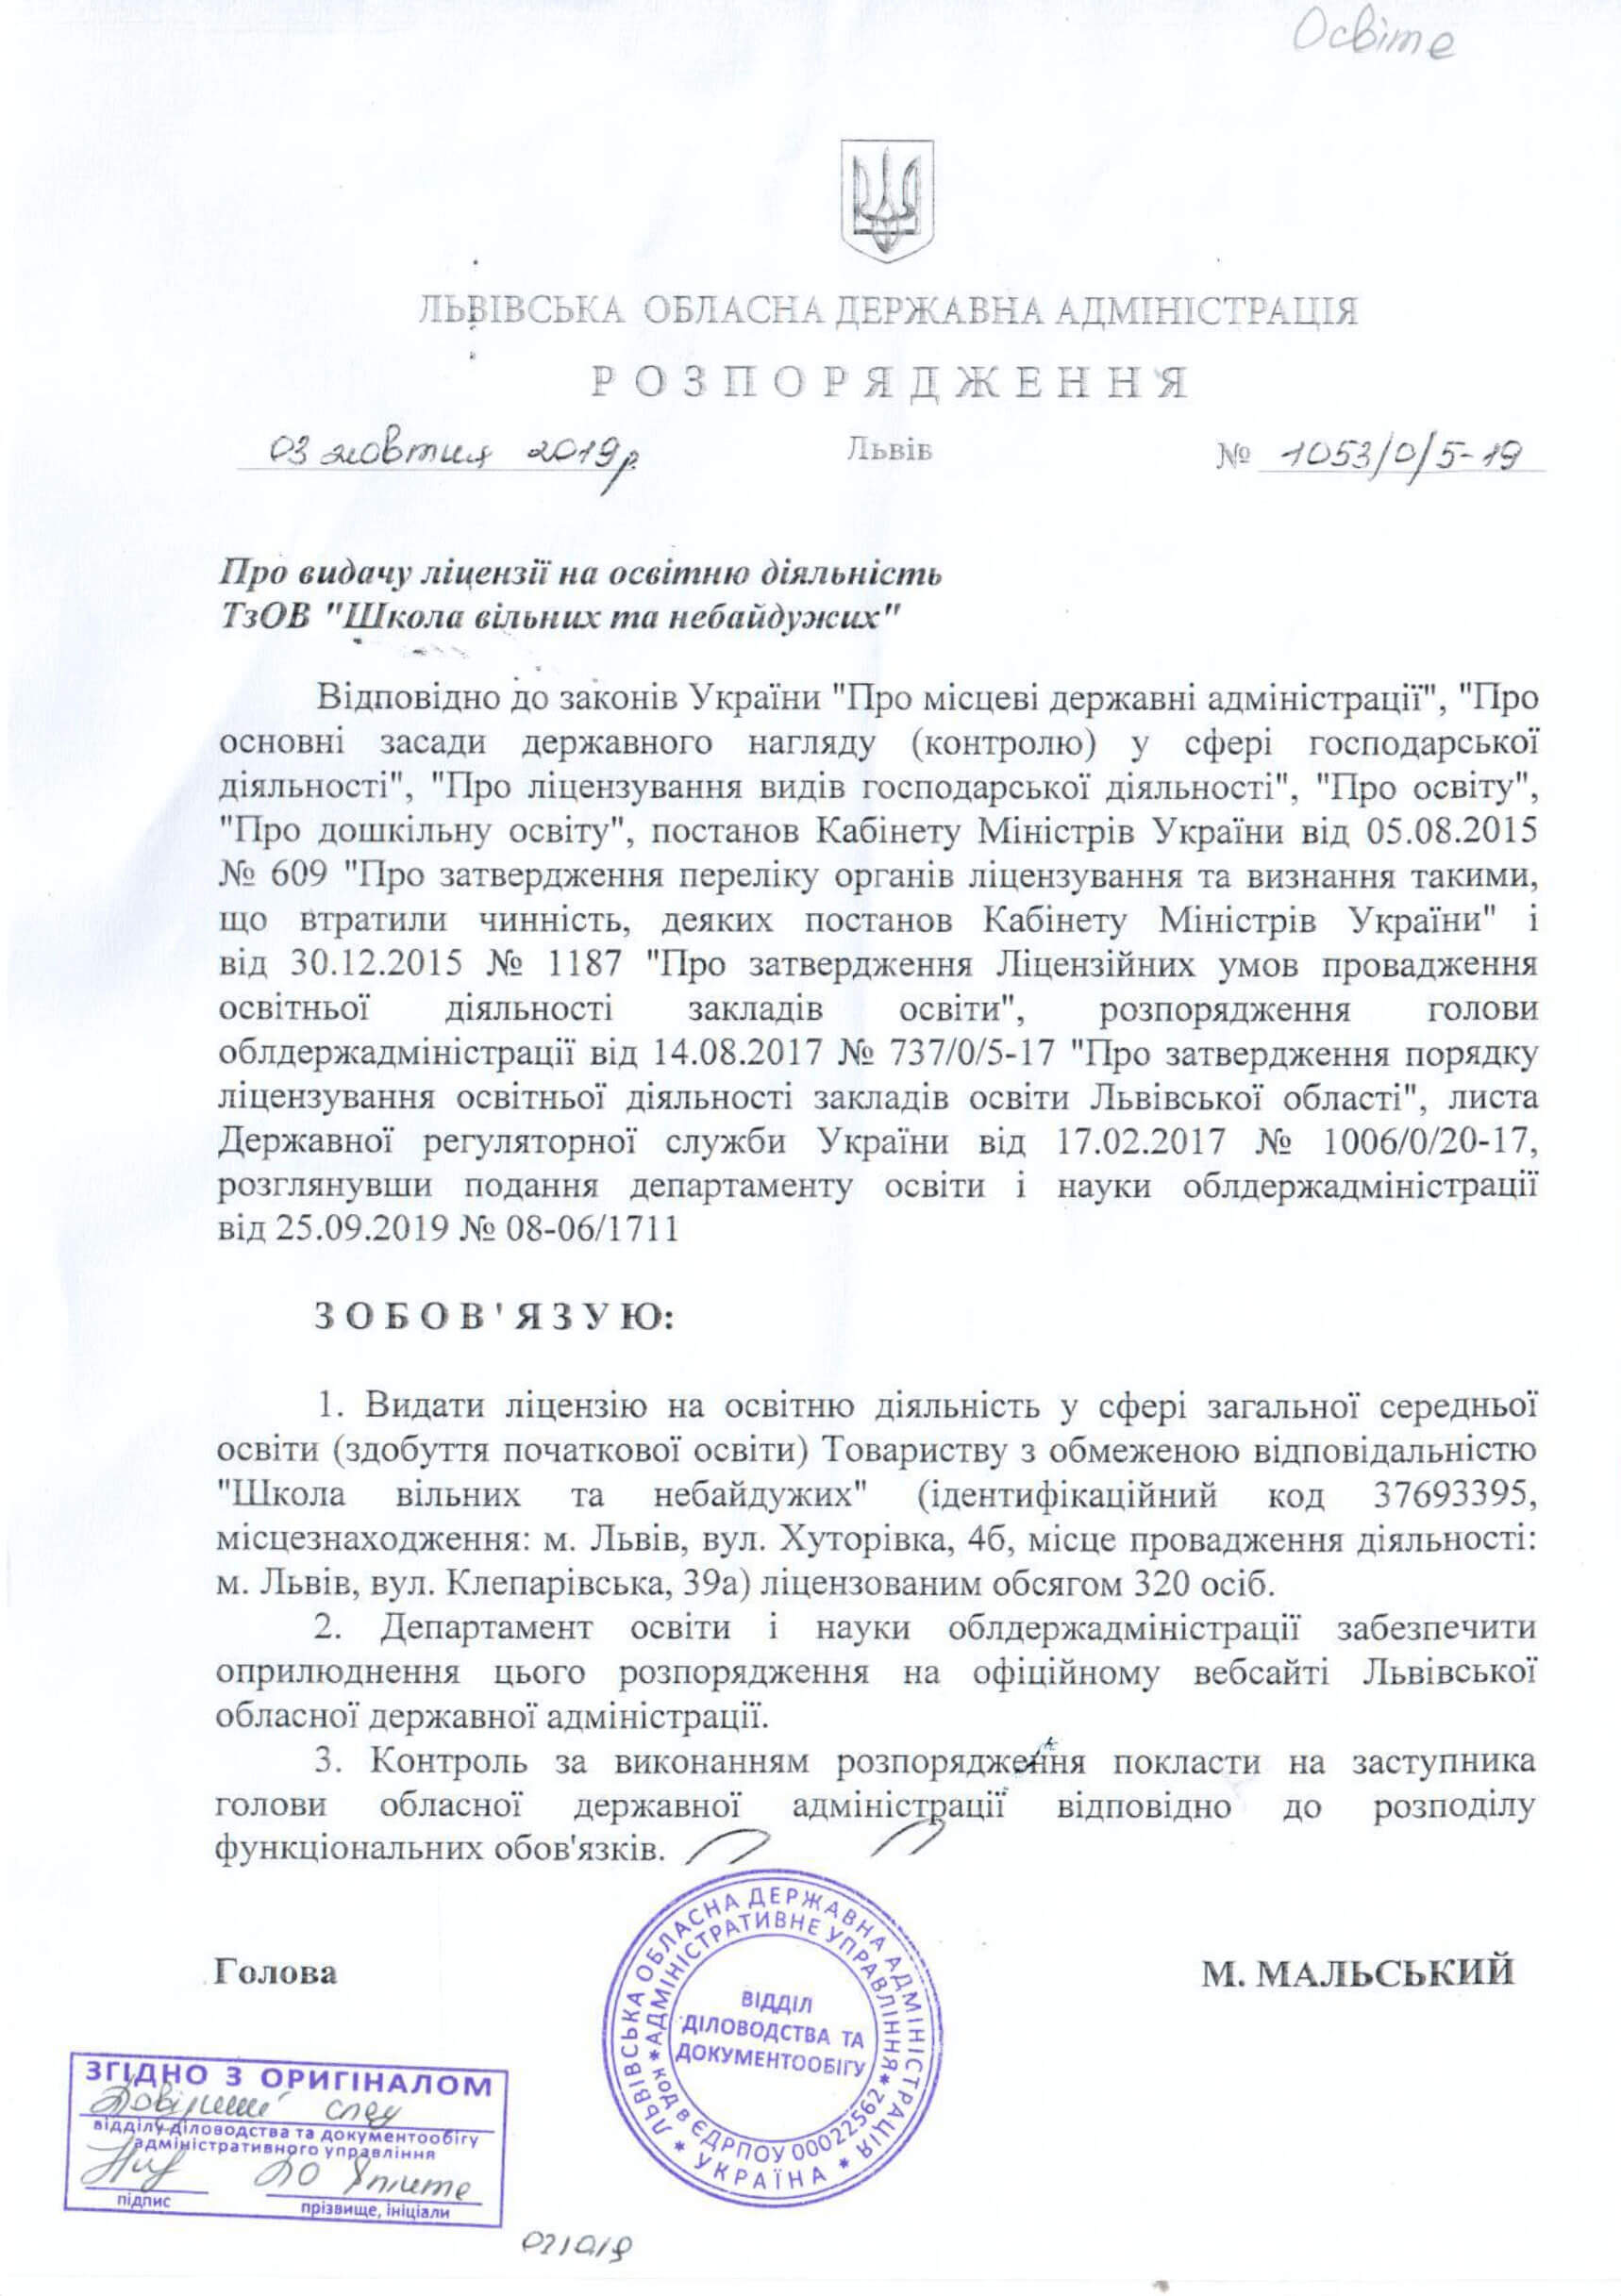 Освіте
ЛЬВІВСЬКА ОБЛАСНА ДЕРЖАВНА АДМІНІСТРАЦІЯ
РОЗПОРЯДЖЕННЯ
03 жовтня 2019р. Львів № 1053/0/5-19
Про видачу ліцензії на освітню діяльність
ТзОВ "Школа вільних та небайдужих"
Відповідно до законів України "Про місцеві державні адміністрації", "Про
основні засади державного нагляду (контролю) у сфері господарської
діяльності", "Про ліцензування видів господарської діяльності", "Про освіту",
"Про дошкільну освіту", постанов Кабінету Міністрів України від 05.08.2015
№ 609 "Про затвердження переліку органів ліцензування та визнання такими,
що втратили чинність, деяких постанов Кабінету Міністрів України" і
від 30.12.2015 № 1187 "Про затвердження Ліцензійних умов провадження
освітньої діяльності закладів освіти", розпорядження голови
облдержадміністрації від 14.08.2017 № 737/0/5-17 "Про затвердження порядку
ліцензування освітньої діяльності закладів освіти Львівської області", листа
Державної регуляторної служби України від 17.02.2017 № 1006/0/20-17,
розглянувши подання департаменту освіти і науки облдержадміністрації
від 25.09.2019 № 08-06/1711
ЗОБОВ'ЯЗУЮ:
1. Видати ліцензію на освітню діяльність у сфері загальної середньої
освіти (здобуття початкової освіти) Товариству з обмеженою відповідальністю
"Школа вільних та небайдужих" (ідентифікаційний код 37693395,
місцезнаходження: м. Львів, вул. Хуторівка, 4б, місце провадження діяльності:
м. Львів, вул. Клепарівська, 39а) ліцензованим обсягом 320 осіб.
2. Департамент освіти і науки облдержадміністрації забезпечити
оприлюднення цього розпорядження на офіційному вебсайті Львівської
обласної державної адміністрації.
3. Контроль за виконанням розпорядження покласти на заступника
голови обласної державної адміністрації відповідно до розподілу
функціональних обов'язків.
Голова М. МАЛЬСЬКИЙ
ЛЬВІВСЬКА ОБЛАСНА ДЕРЖАВНА АДМІНІСТРАЦІЯ * УКРАЇНА *
*АДМІНІСТРАТИВНЕ УПРАВЛІННЯ* код в ЄДРПОУ 00022562
ВІДДІЛ
ДІЛОВОДСТВА ТА
ДОКУМЕНТООБІГУ
ЗГІДНО З ОРИГІНАЛОМ
відділу діловодства та документообігу
адміністративного управління
підпис прізвище, ініціали